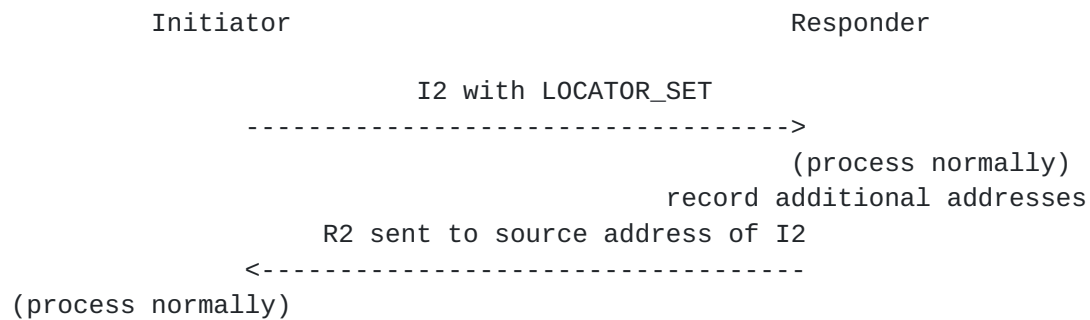 Initiator                                Responder
I2 with LOCATOR_SET
----------------------------------->
(process normally)
record additional addresses
R2 sent to source address of I2
<-----------------------------------
(process normally)